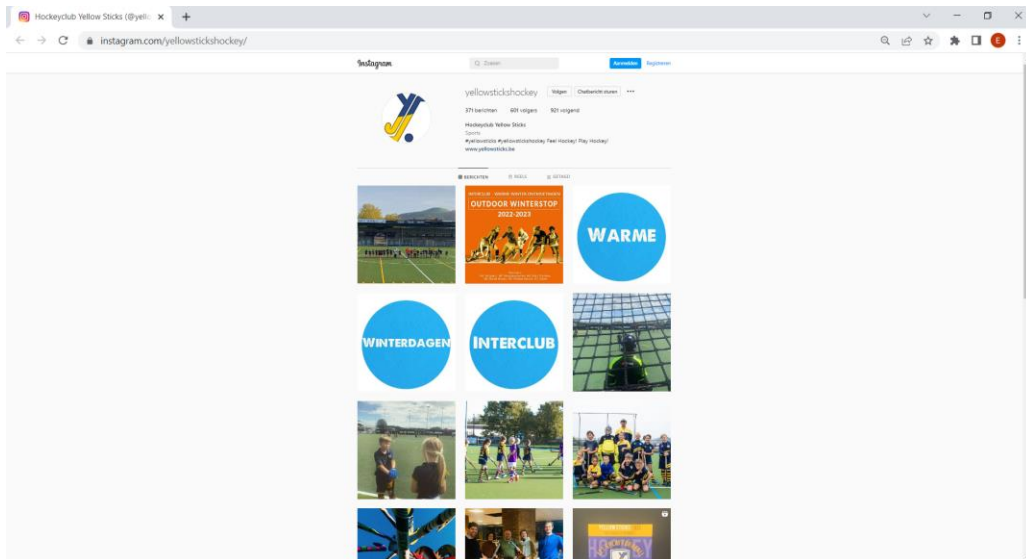 Hockeyclub Yellow Sticks (@yello
instagram.com/yellowstickshockey/
E
Instagram
Zoeken
Aanmelden
Registreren
yellowstickshockey
Volgen
Chatbericht sturen
371 berichten 601 volgers 921 volgend
Hockeyclub Yellow Sticks
Sports
#yellowsticks #yellowstickshockey Feel Hockey! Play Hockey!
www.yellowsticks.be
BERICHTEN
REELS
GETAGD
OUTDOOR WINTERSTOP
2022-2023
WARME
WINTERDAGEN
INTERCLUB